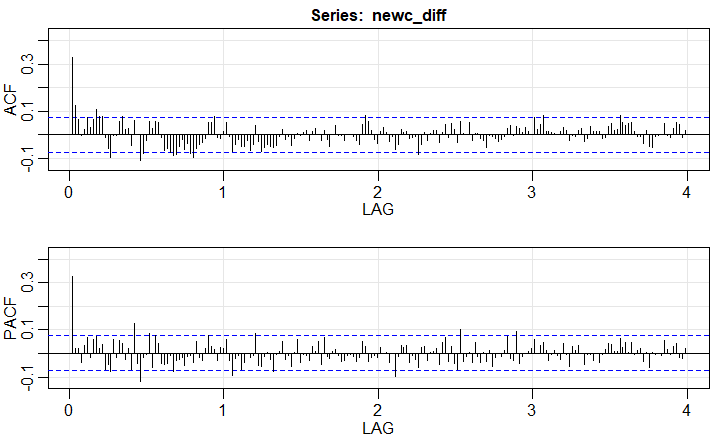 Series: newc_diff
ACF
-0.1 0.1 0.3
0 1 2 3 4
LAG
PACF
-0.1 0.1 0.3
0 1 2 3 4
LAG